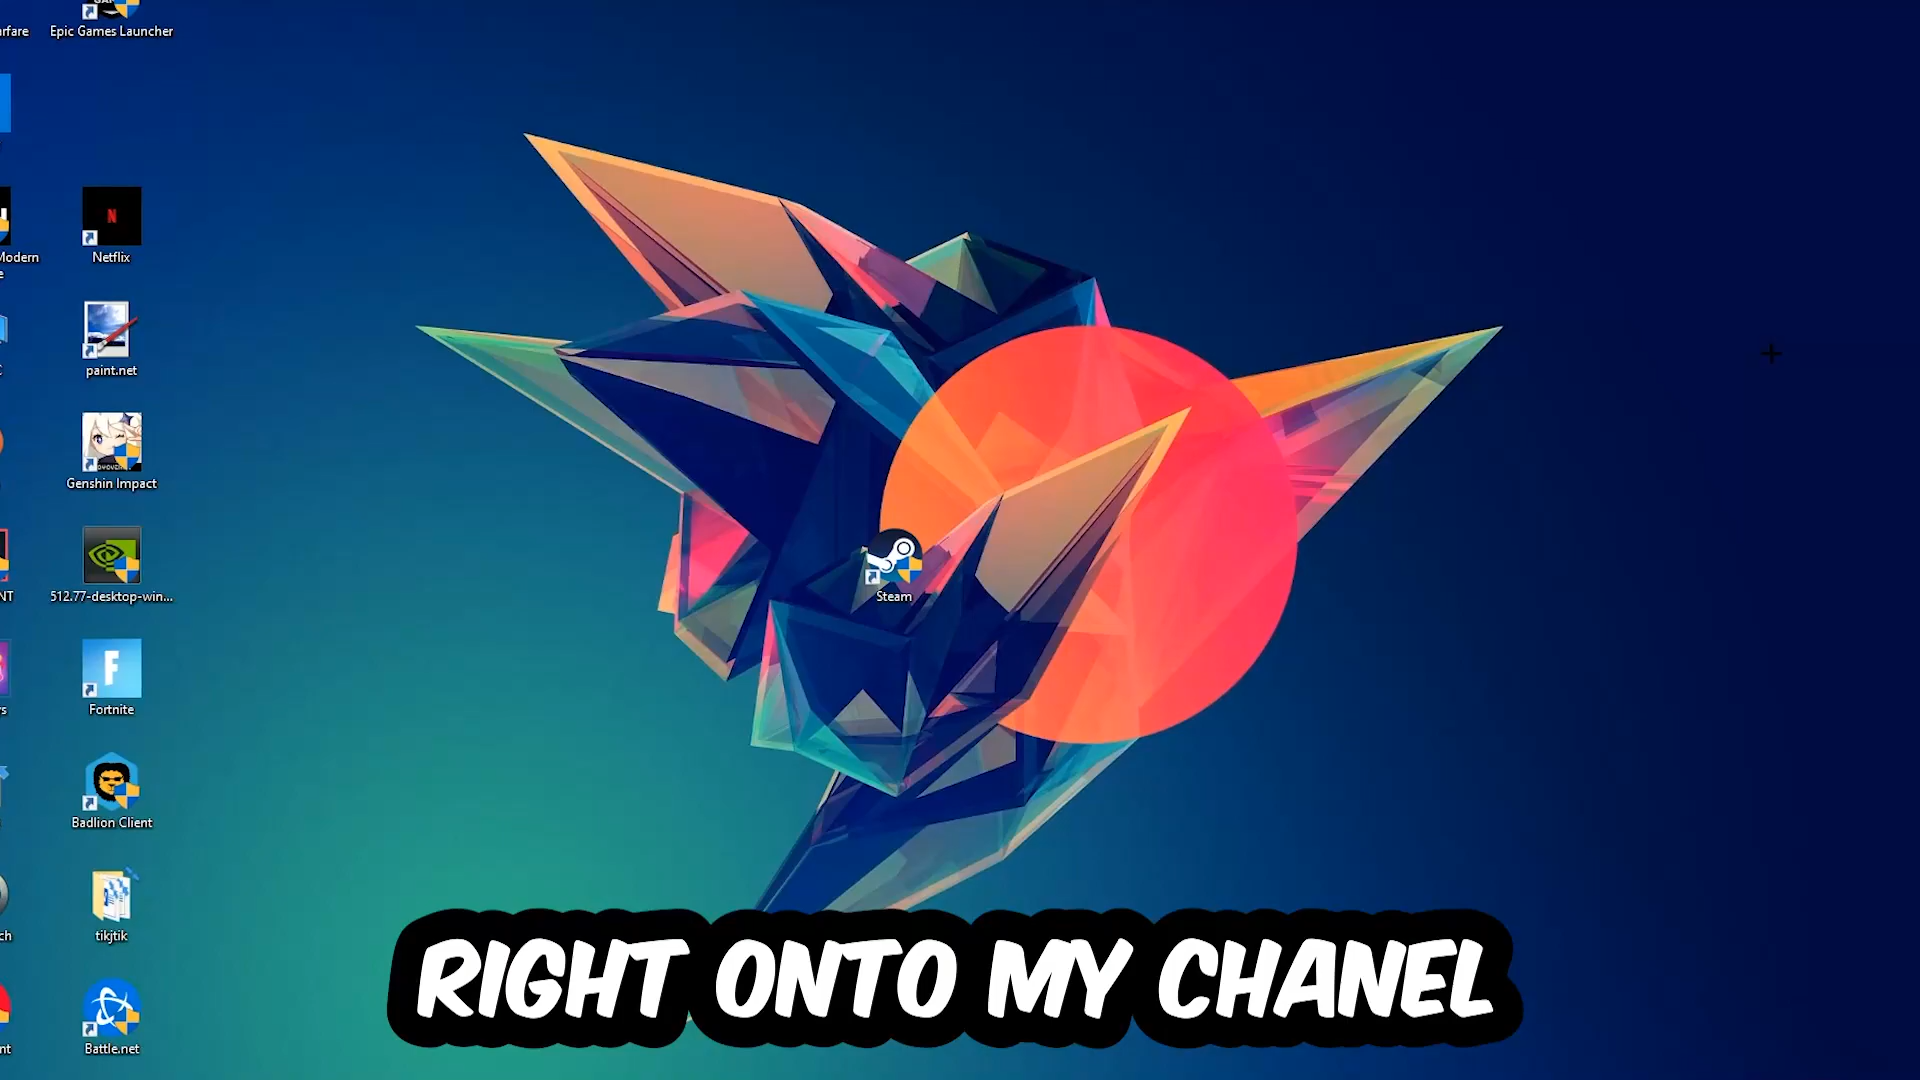 arfare
Epic Games Launcher
Modern
e
Netflix
paint.net
Genshin Impact
NT
512.77-desktop-win...
Steam
Fortnite
Badlion Client
ch
tikjtik
nt
Battle.net
RIGHT ONTO MY CHANEL